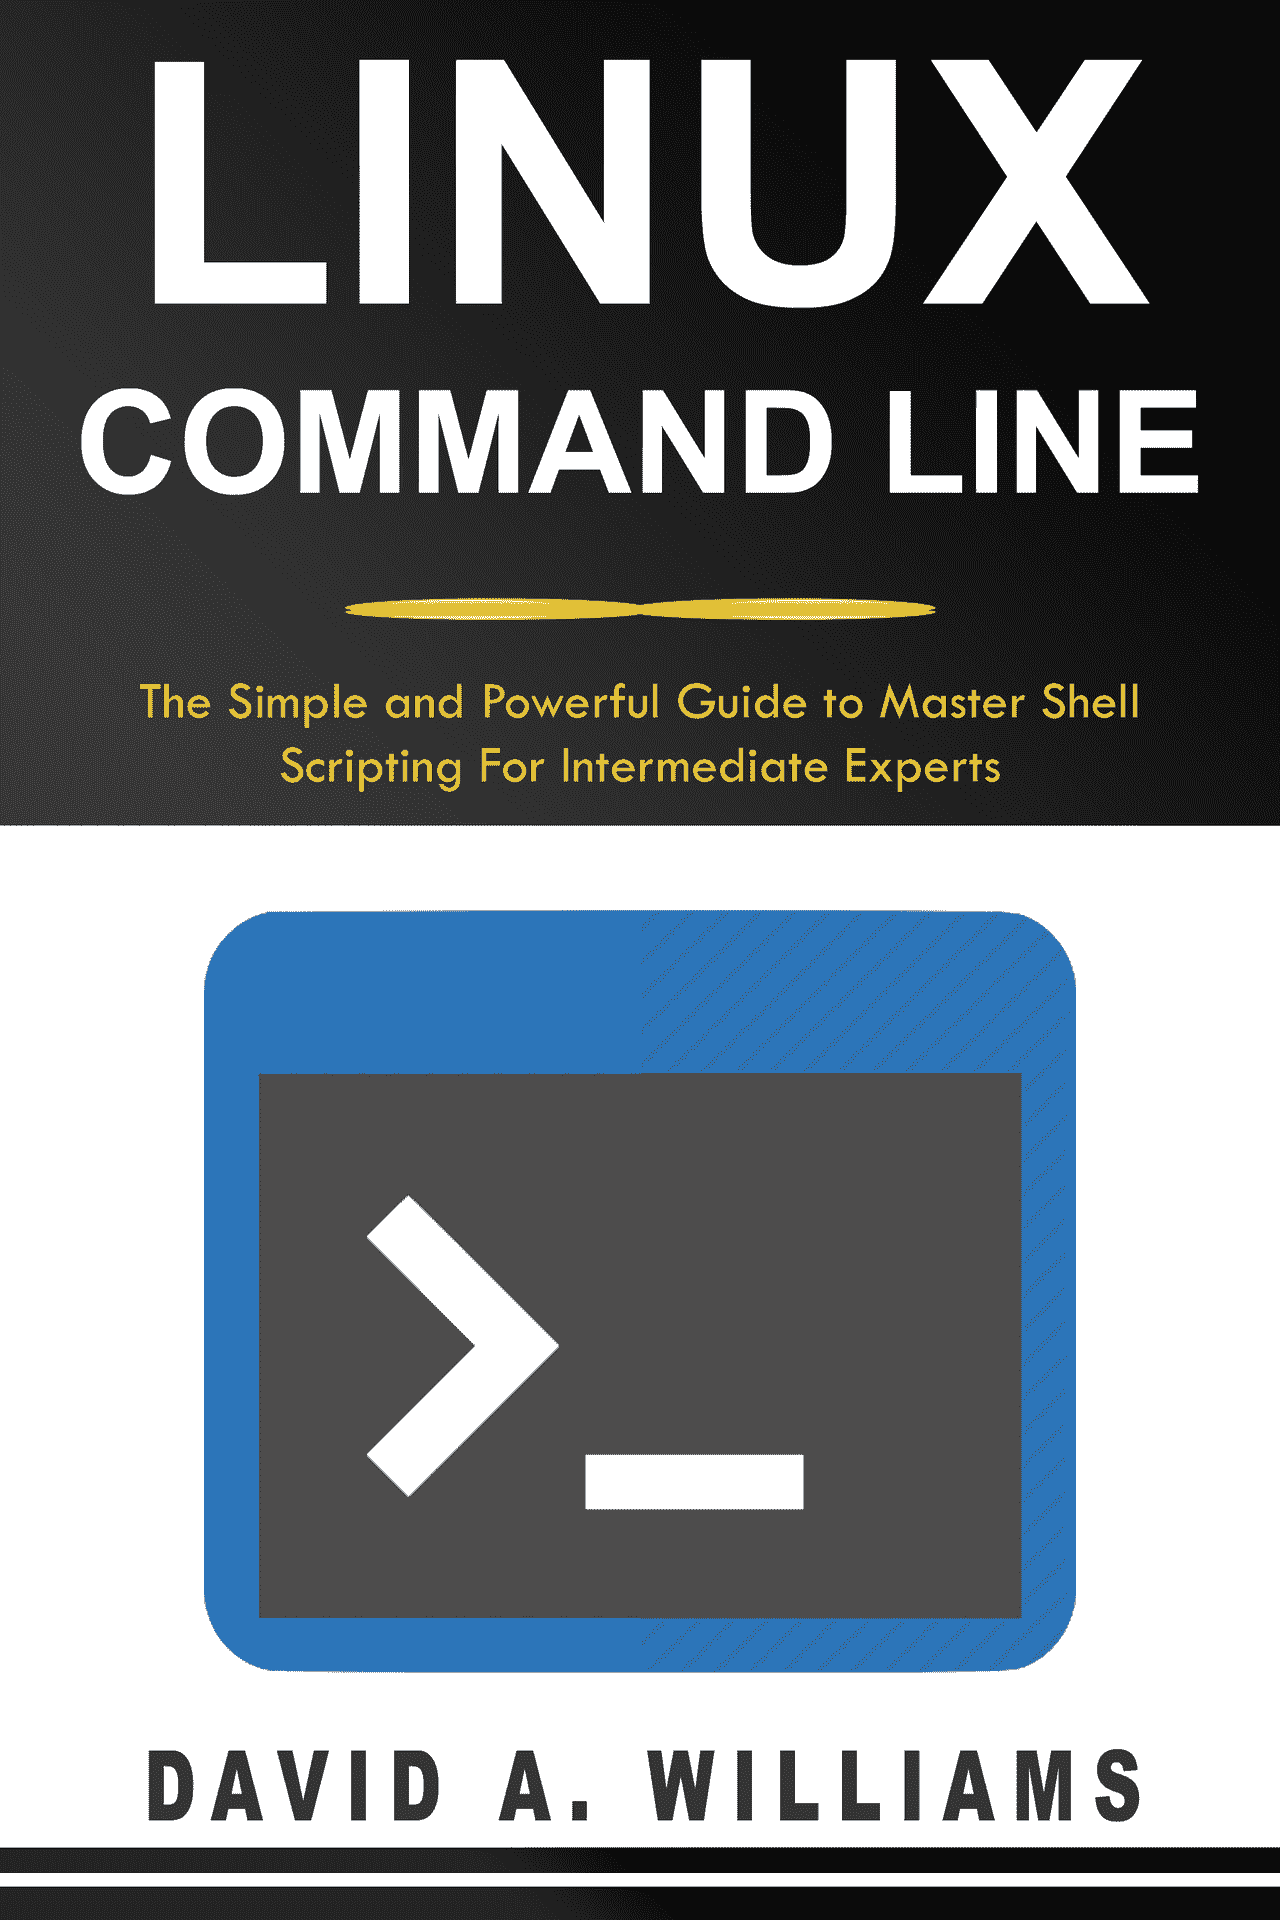 LINUX
COMMAND LINE
The Simple and Powerful Guide to Master Shell
Scripting For Intermediate Experts
>_
DAVID A. WILLIAMS